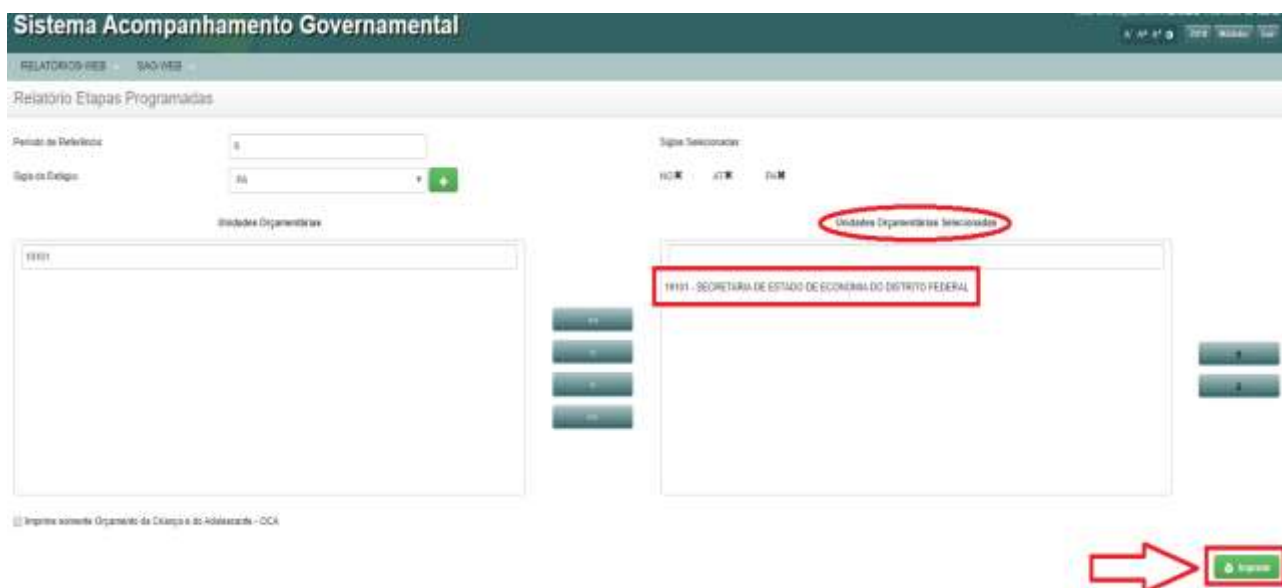 Sistema Acompanhamento Governamental
RELATÓRIOS-WEB SAG-WEB
Relatório Etapas Programadas
Período de Referência
Siglas Selecionadas
Sigla do Estágio PA +
AT PA
Unidades Orçamentárias
Unidades Orçamentárias Selecionadas
19101
19101 - SECRETARIA DE ESTADO DE ECONOMIA DO DISTRITO FEDERAL
Imprime somente Orçamento da Criança e do Adolescente - OCA
Imprimir